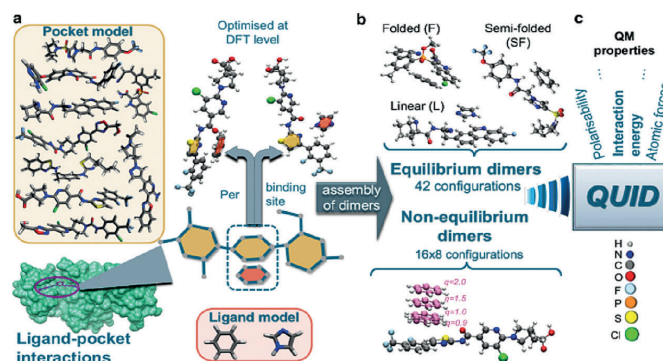 a
Pocket model
Optimised at
DFT level
Per
binding
site
Ligand-pocket
interactions
Ligand model
assembly of
dimers
b
Folded (F)
Semi-folded (SF)
Linear (L)
Equilibrium dimers
42 configurations
Non-equilibrium
dimers
16x8 configurations
q=2.0
q=1.5
q=1.0
q=0.9
c
QM
properties
Polarisability
Interaction
energy
Atomic forces
QUID
H
N
C
O
F
P
S
Cl